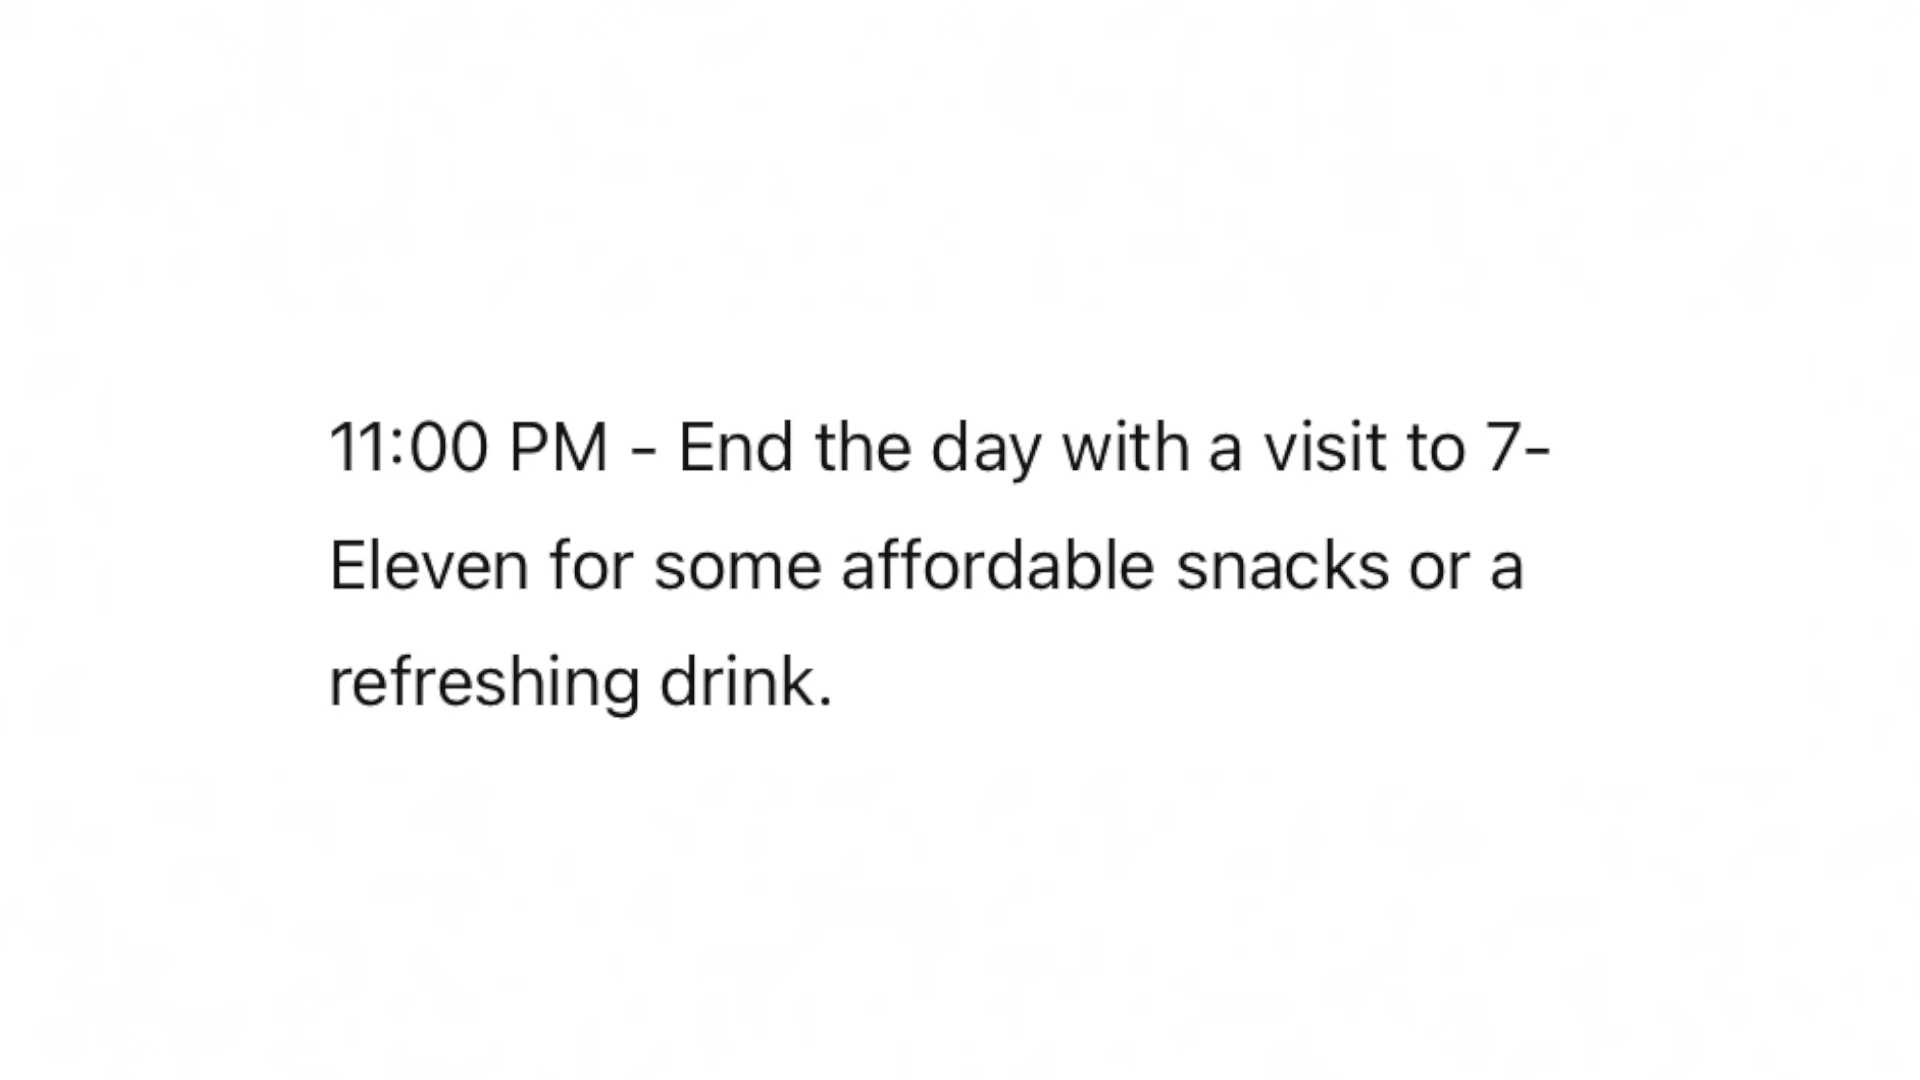 11:00 PM - End the day with a visit to 7-
Eleven for some affordable snacks or a
refreshing drink.